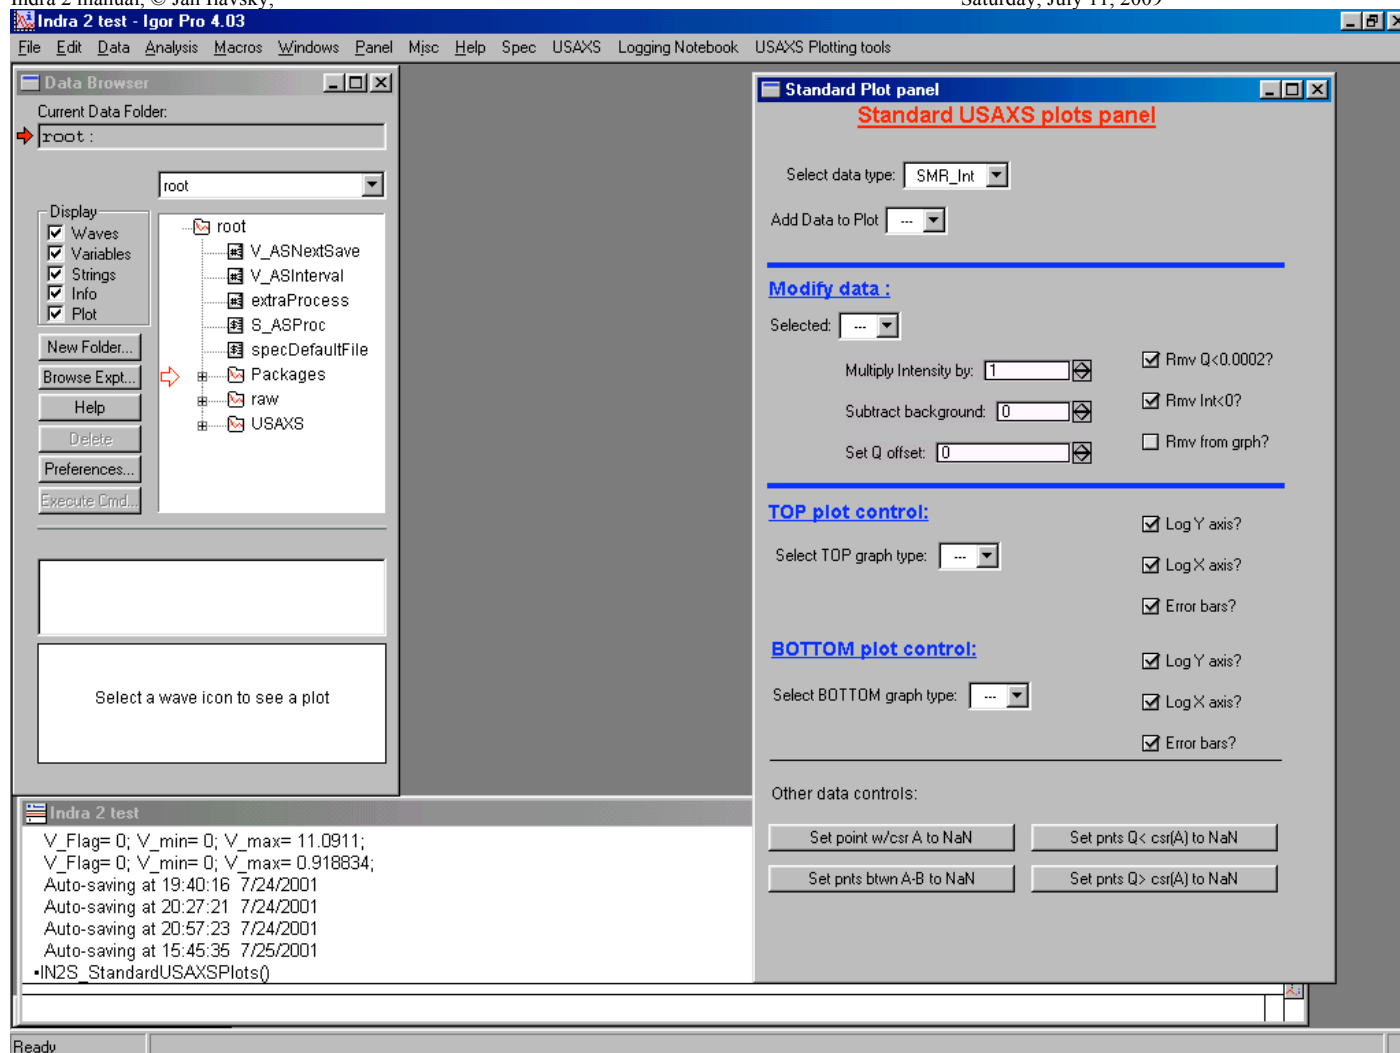 Indra 2 manual, © Jan Ilavsky, Saturday, July 11, 2009
Indra 2 test - Igor Pro 4.03
File Edit Data Analysis Macros Windows Panel Misc Help Spec USAXS Logging Notebook USAXS Plotting tools
Data Browser
Current Data Folder:
root:
root
Display
Waves
Variables
Strings
Info
Plot
New Folder...
Browse Expt...
Help
Delete
Preferences...
Execute Cmd...
root
V_ASNextSave
V_ASInterval
extraProcess
S_ASProc
specDefaultFile
Packages
raw
USAXS
Select a wave icon to see a plot
Standard Plot panel
Standard USAXS plots panel
Select data type: SMR_Int
Add Data to Plot ---
Modify data :
Selected: ---
Multiply Intensity by: 1
Subtract background: 0
Set Q offset: 0
Rmv Q<0.0002?
Rmv Int<0?
Rmv from grph?
TOP plot control:
Select TOP graph type: ---
Log Y axis?
Log X axis?
Error bars?
BOTTOM plot control:
Select BOTTOM graph type: ---
Log Y axis?
Log X axis?
Error bars?
Other data controls:
Set point w/csr A to NaN
Set pnts Q< csr(A) to NaN
Set pnts btwn A-B to NaN
Set pnts Q> csr(A) to NaN
Indra 2 test
V_Flag= 0; V_min= 0; V_max= 11.0911;
V_Flag= 0; V_min= 0; V_max= 0.918834;
Auto-saving at 19:40:16 7/24/2001
Auto-saving at 20:27:21 7/24/2001
Auto-saving at 20:57:23 7/24/2001
Auto-saving at 15:45:35 7/25/2001
•IN2S_StandardUSAXSPlots()
Ready